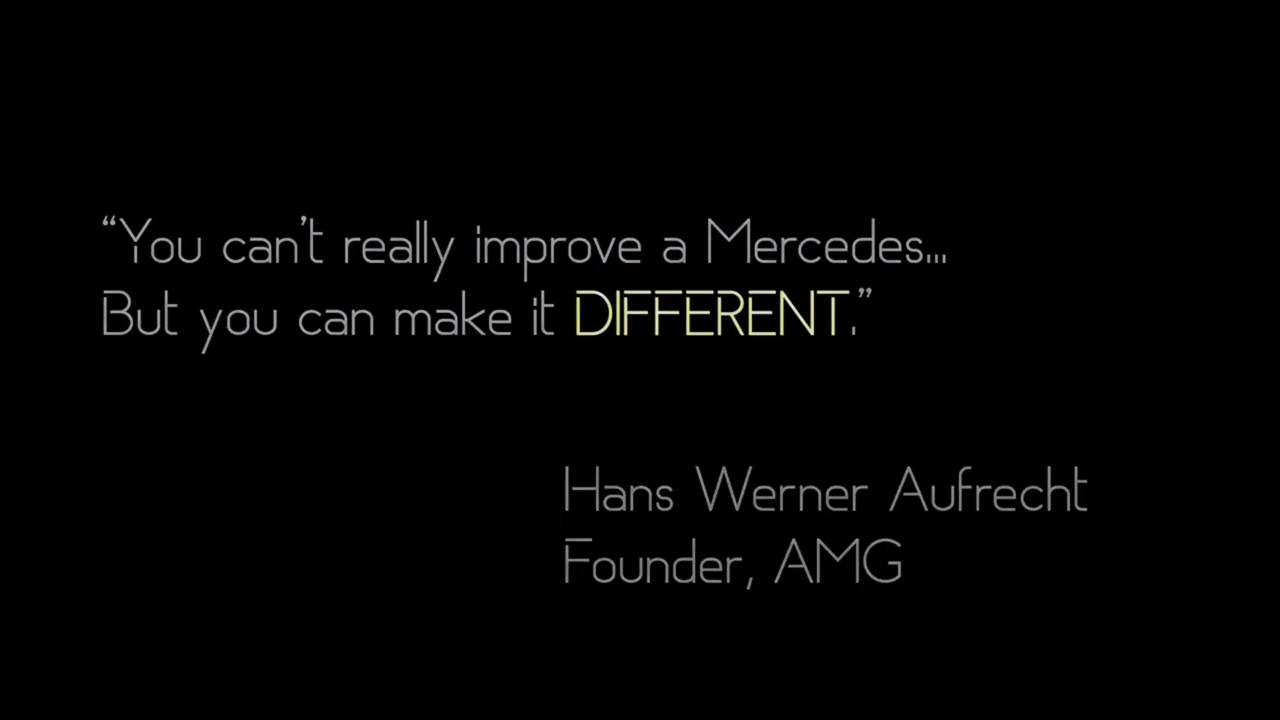 “You can’t really improve a Mercedes...
But you can make it DIFFERENT.”
Hans Werner Aufrecht
Founder, AMG